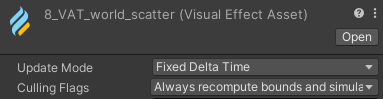 8_VAT_world_scatter (Visual Effect Asset)
Open
Update Mode Fixed Delta Time
Culling Flags Always recompute bounds and simula